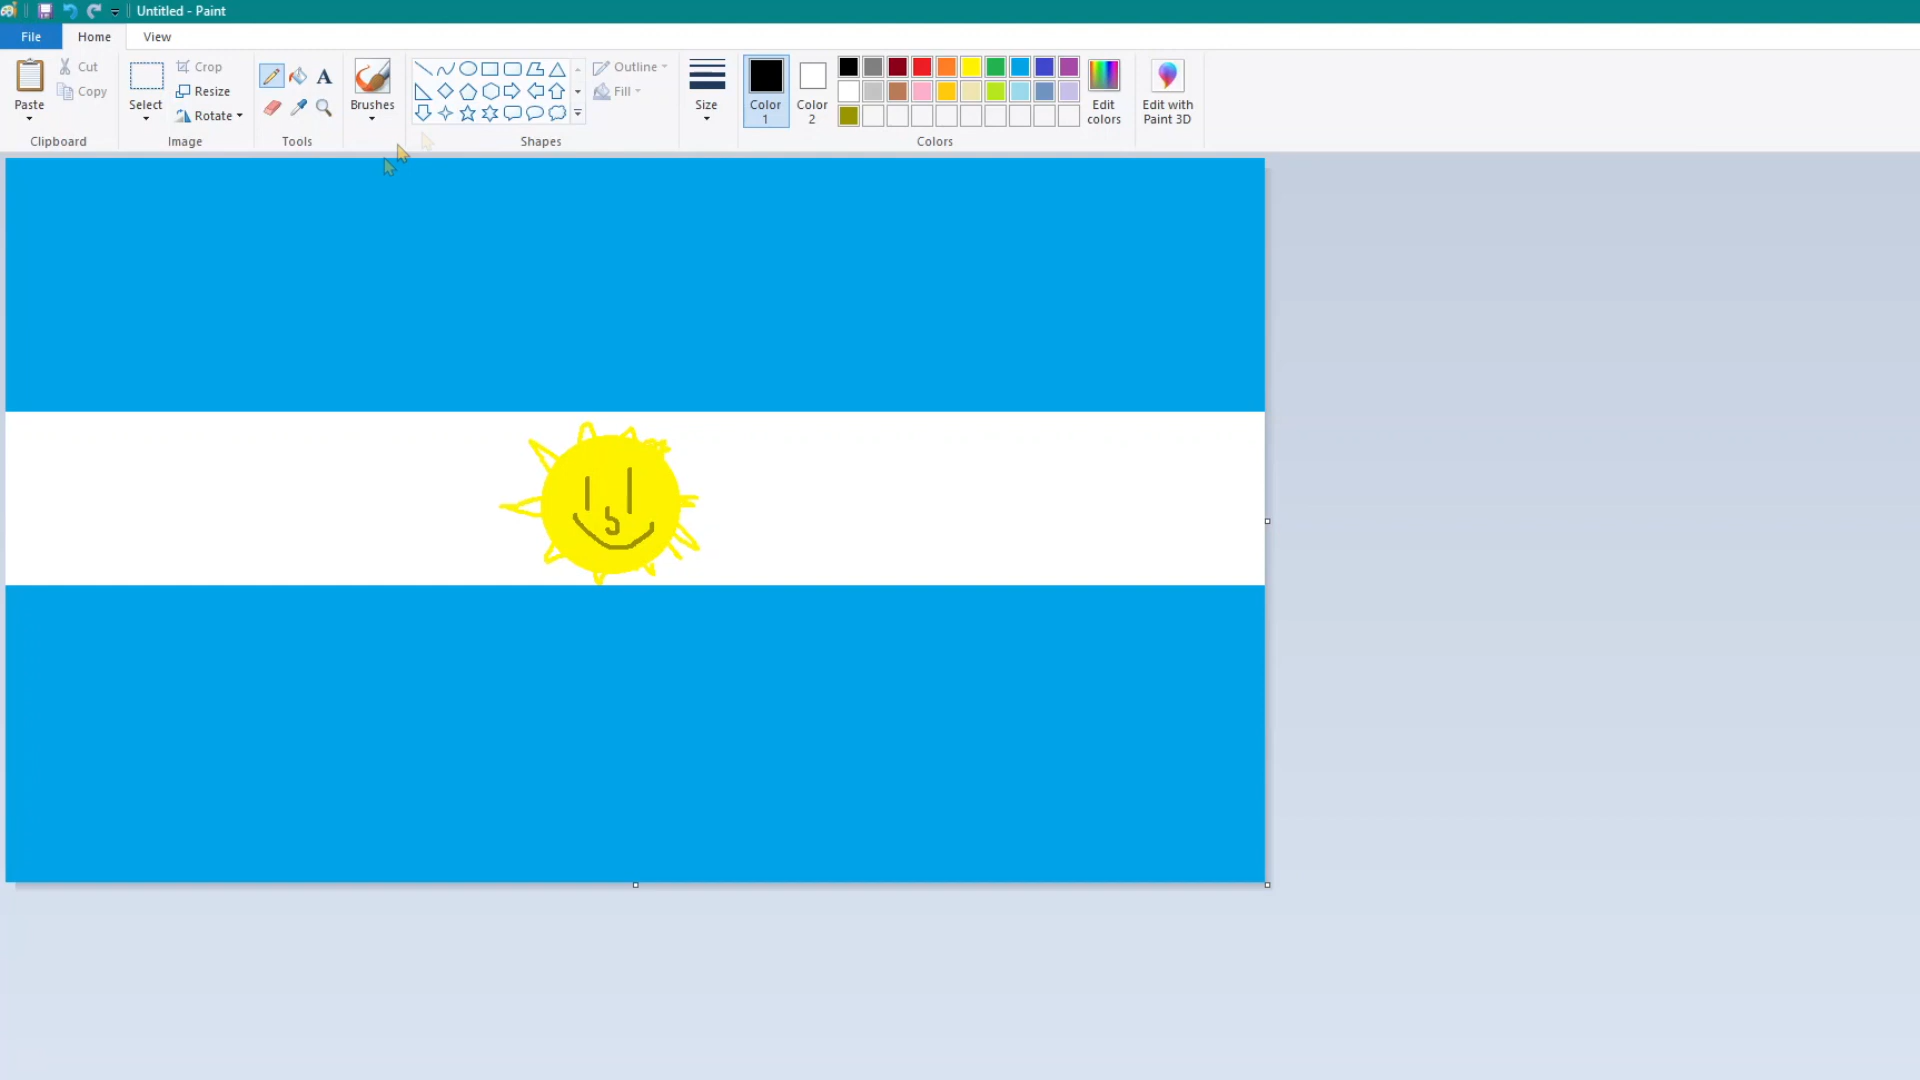 Untitled - Paint
File Home View
Paste Cut Copy Select Crop Resize Rotate A Brushes Outline Fill Size Color 1 Color 2 Edit colors Edit with Paint 3D
Clipboard Image Tools Shapes Colors